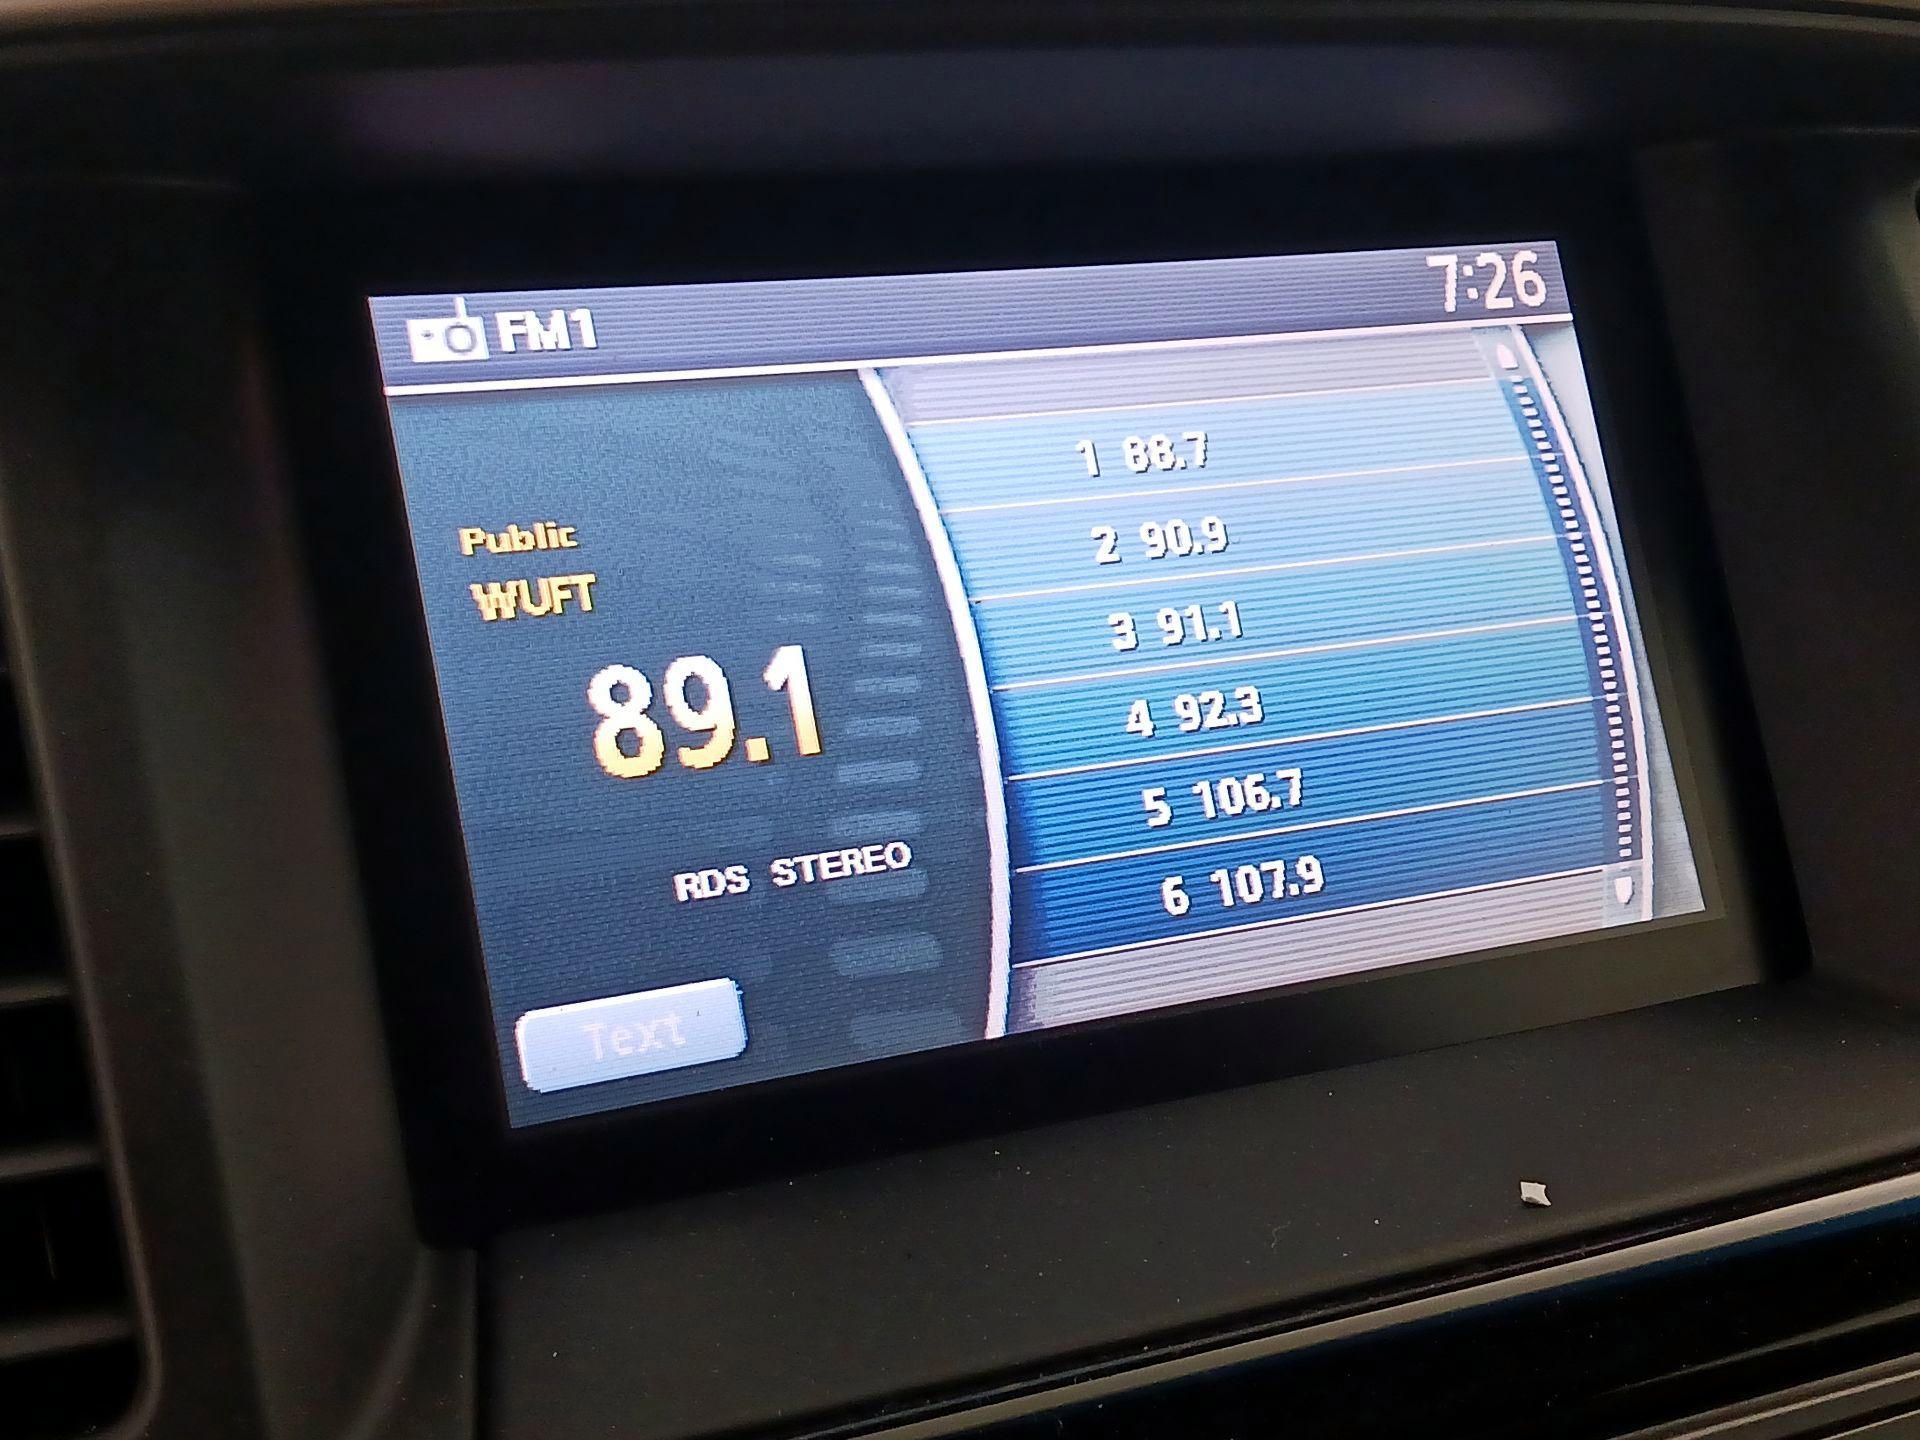 FM1
7:26
Public
WUFT
89.1
RDS STEREO
Text
1 88.7
2 90.9
3 91.1
4 92.3
5 106.7
6 107.9